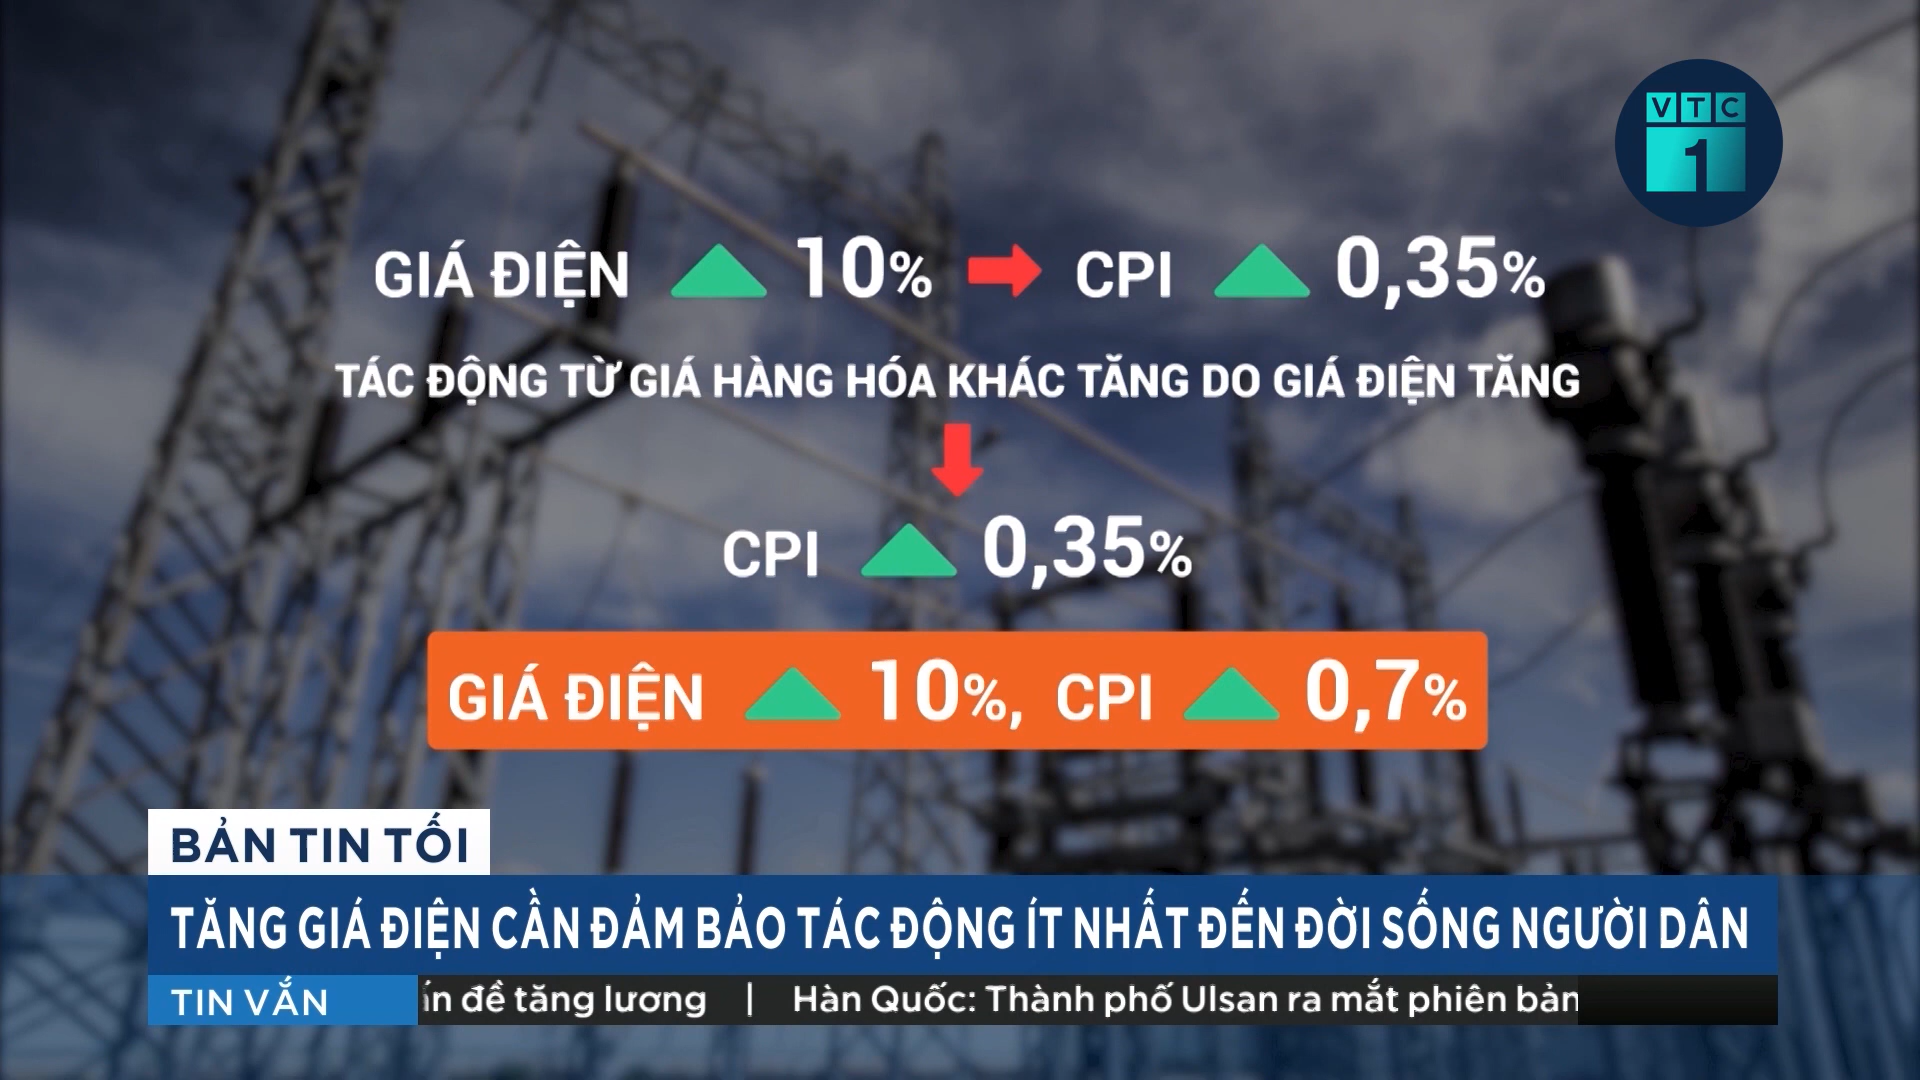 VTC
1
GIÁ ĐIỆN 10% CPI 0,35%
TÁC ĐỘNG TỪ GIÁ HÀNG HÓA KHÁC TĂNG DO GIÁ ĐIỆN TĂNG
CPI 0,35%
GIÁ ĐIỆN 10%, CPI 0,7%
BẢN TIN TỐI
TĂNG GIÁ ĐIỆN CẦN ĐẢM BẢO TÁC ĐỘNG ÍT NHẤT ĐẾN ĐỜI SỐNG NGƯỜI DÂN
TIN VẮN đề tăng lương | Hàn Quốc: Thành phố Ulsan ra mắt phiên bản